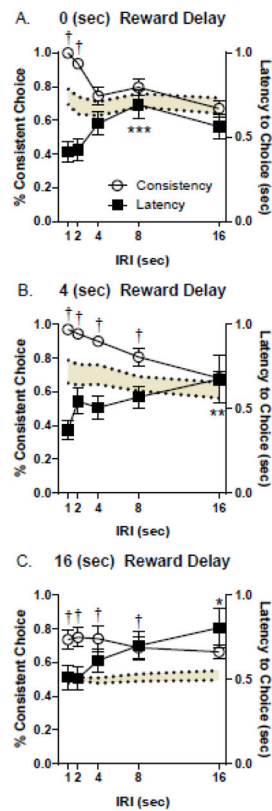 A. 0 (sec) Reward Delay
% Consistent Choice
Latency to Choice (sec)
1.0
0.8
0.6
0.4
0.2
0.0
1.0
0.5
0.0
† †
***
Consistency
Latency
1 2 4 8 16
IRI (sec)
B. 4 (sec) Reward Delay
% Consistent Choice
Latency to Choice (sec)
1.0
0.8
0.6
0.4
0.2
0.0
1.0
0.5
0.0
† † † †
**
1 2 4 8 16
IRI (sec)
C. 16 (sec) Reward Delay
% Consistent Choice
Latency to Choice (sec)
1.0
0.8
0.6
0.4
0.2
0.0
1.0
0.5
0.0
† † † †
*
1 2 4 8 16
IRI (sec)